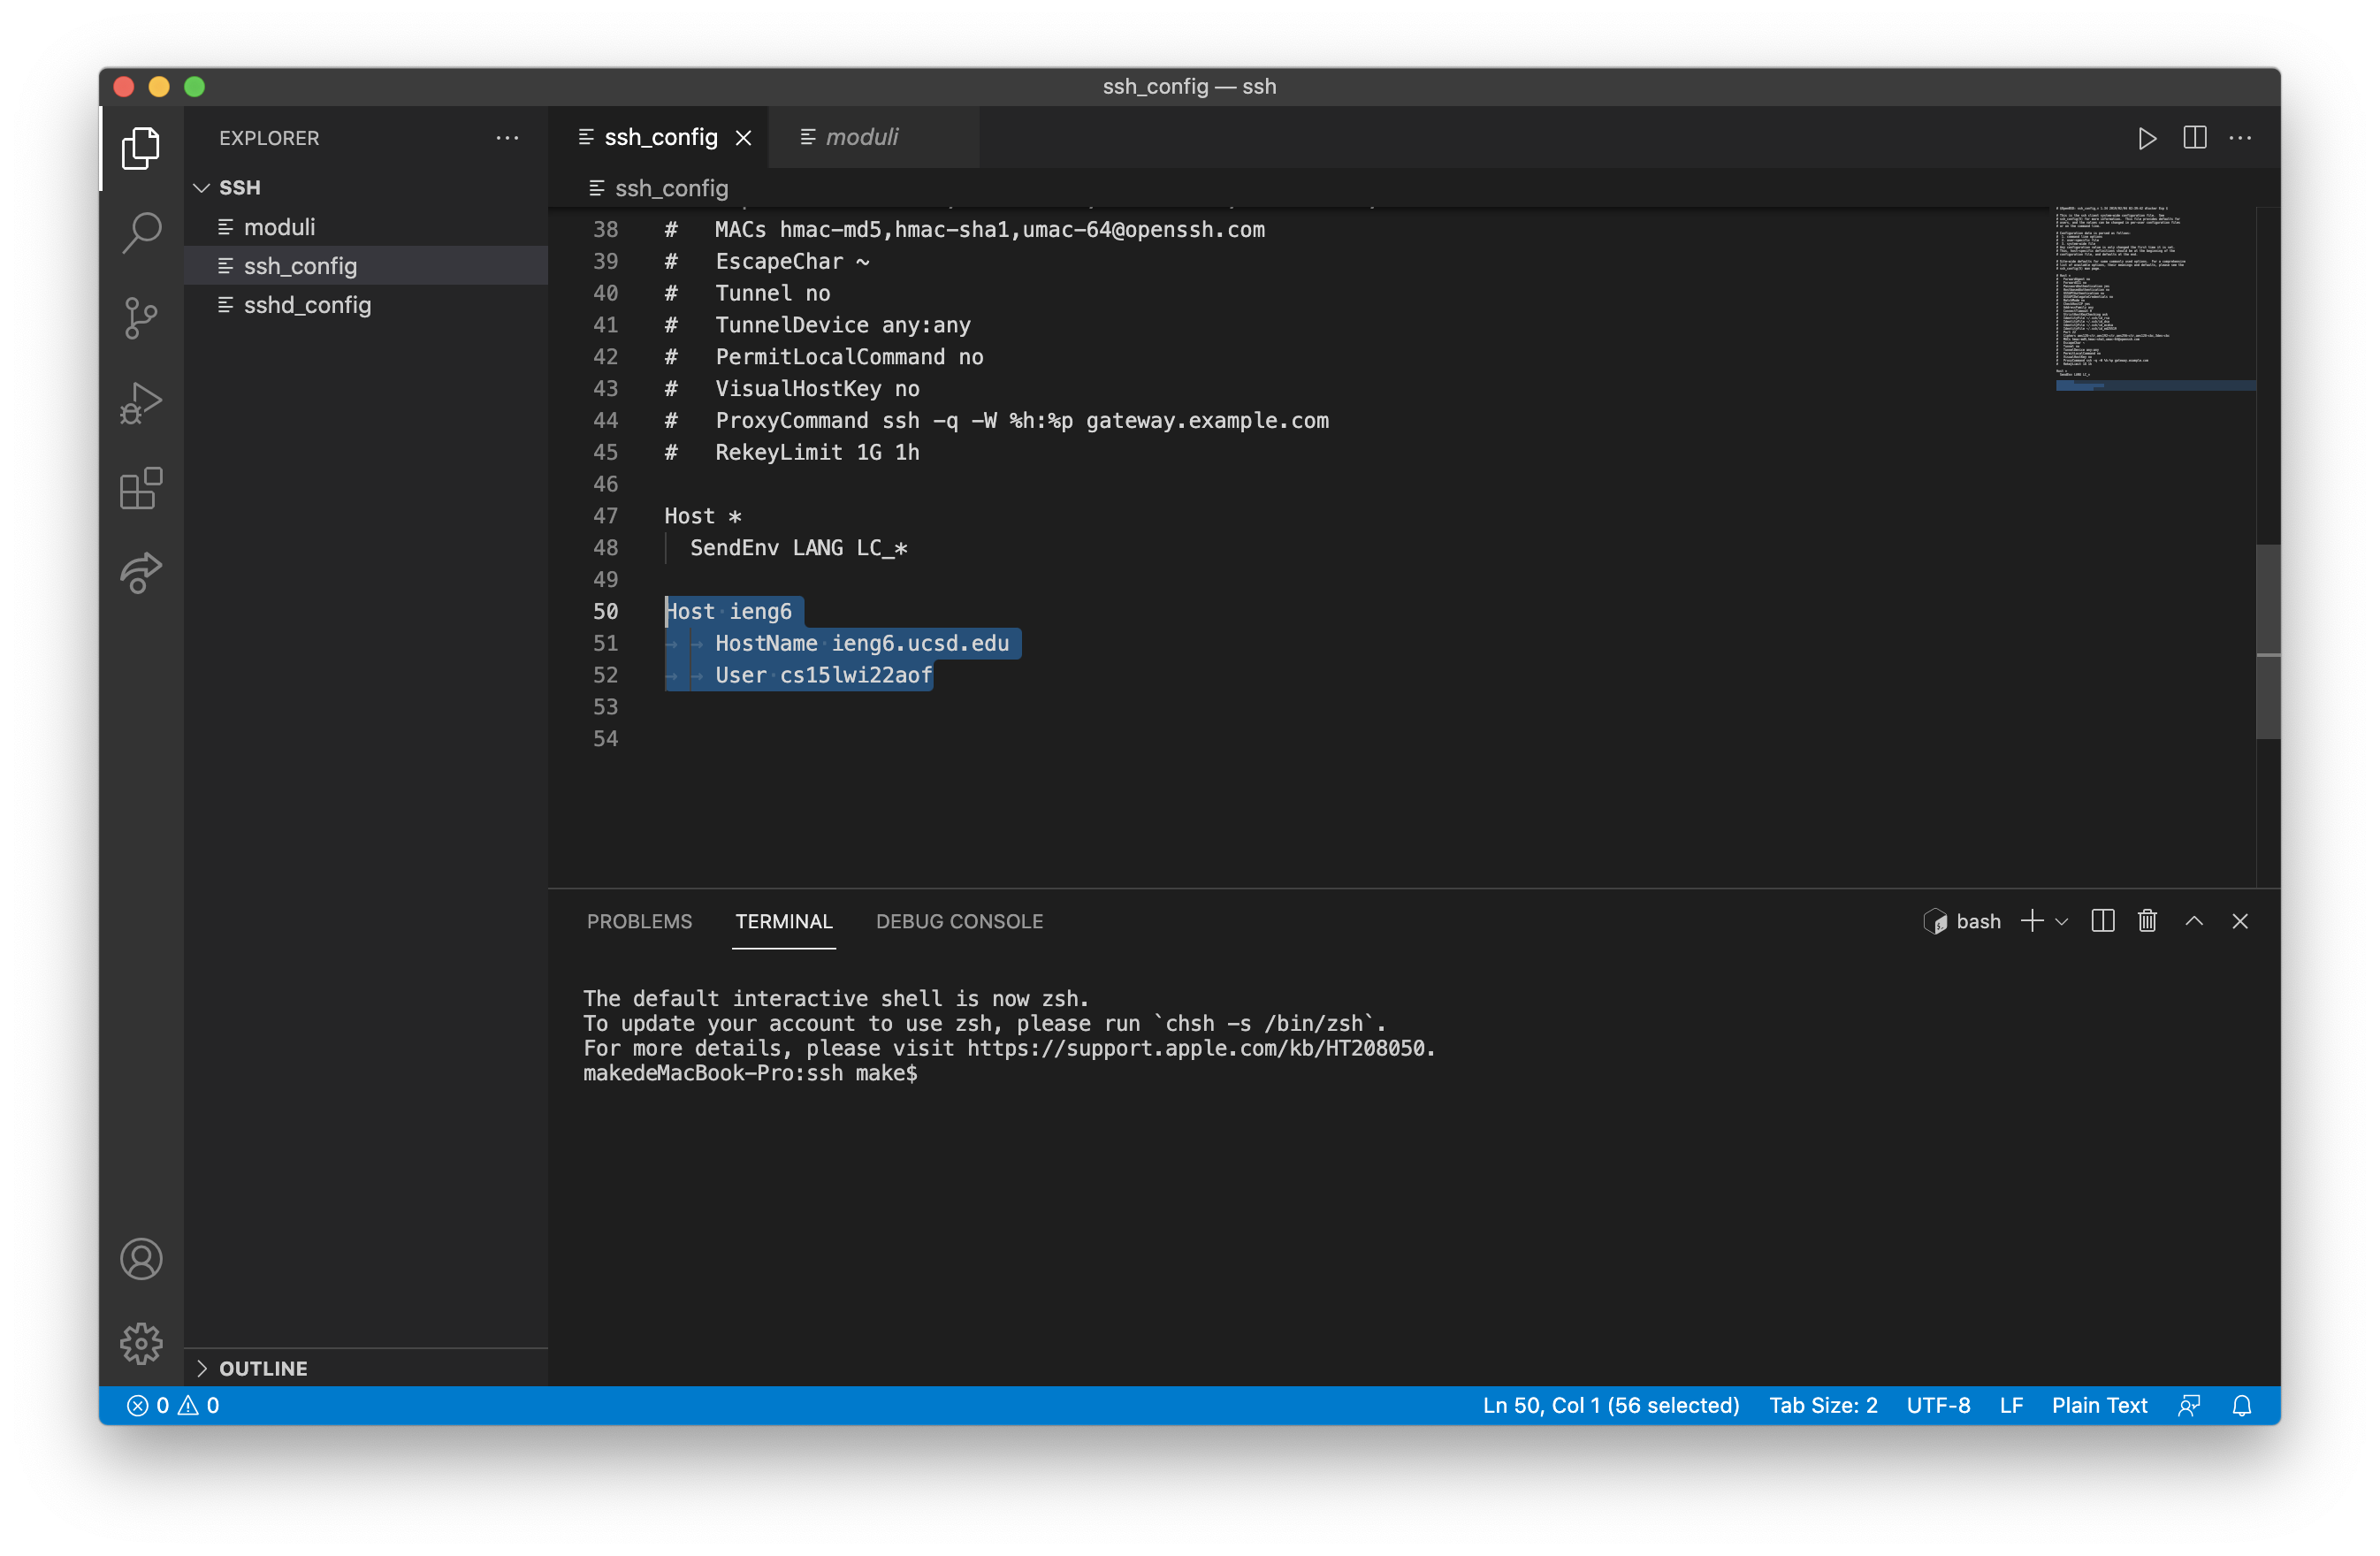 ssh_config — ssh
EXPLORER
SSH
moduli
ssh_config
sshd_config
OUTLINE
ssh_config
moduli
ssh_config
38 #   MACs hmac-md5,hmac-sha1,umac-64@openssh.com
39 #   EscapeChar ~
40 #   Tunnel no
41 #   TunnelDevice any:any
42 #   PermitLocalCommand no
43 #   VisualHostKey no
44 #   ProxyCommand ssh -q -W %h:%p gateway.example.com
45 #   RekeyLimit 1G 1h
46
47 Host *
48   SendEnv LANG LC_*
49
50 Host ieng6
51     HostName ieng6.ucsd.edu
52     User cs15lwi22aof
53
54
PROBLEMS TERMINAL DEBUG CONSOLE
bash
The default interactive shell is now zsh.
To update your account to use zsh, please run `chsh -s /bin/zsh`.
For more details, please visit https://support.apple.com/kb/HT208050.
makedeMacBook-Pro:ssh make$
0 0
Ln 50, Col 1 (56 selected) Tab Size: 2 UTF-8 LF Plain Text